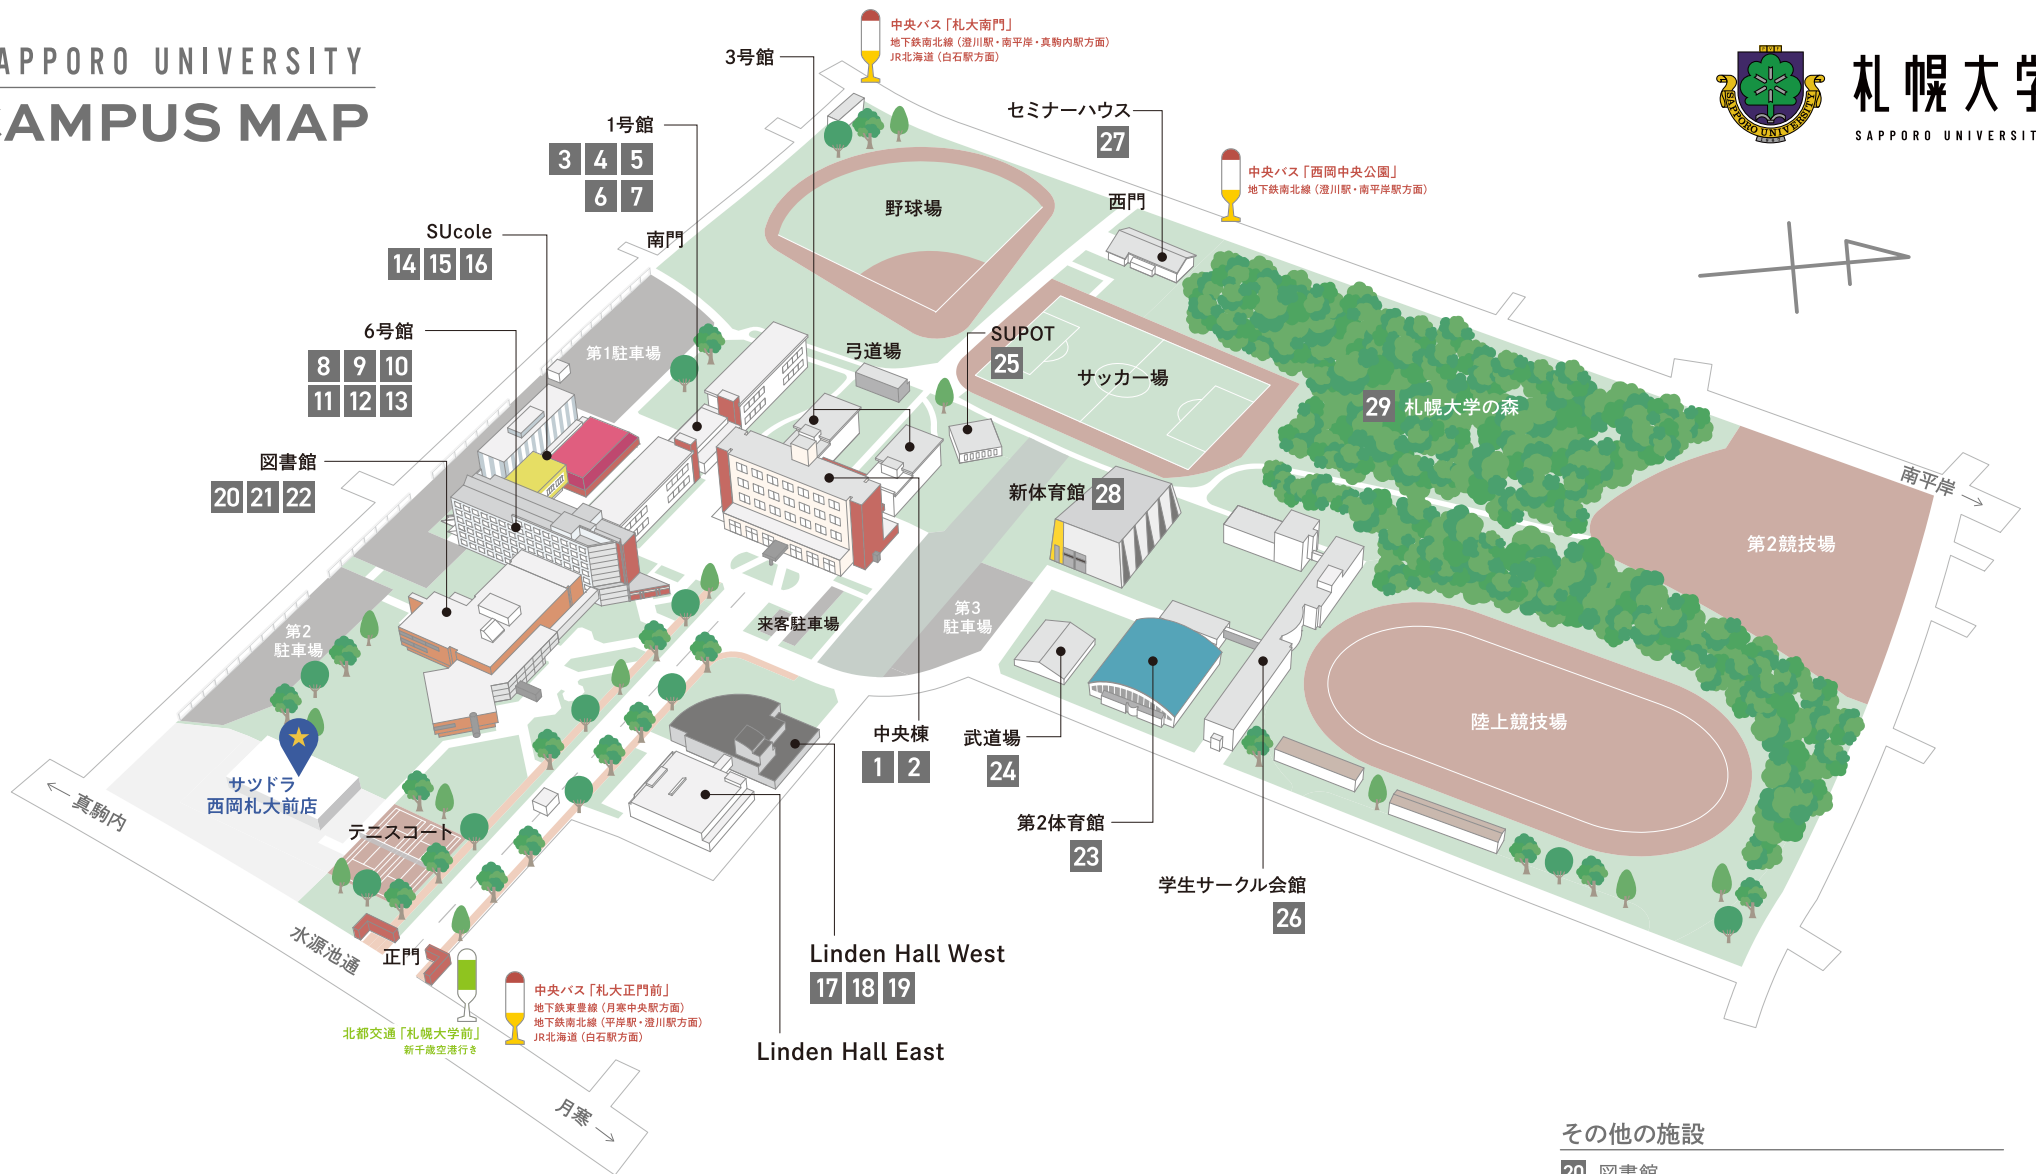 APPORO UNIVERSITY
CAMPUS MAP
中央バス「札大南門」
地下鉄南北線（澄川駅・南平岸・真駒内駅方面）
JR北海道（白石駅方面）
札幌大学
SAPPORO UNIVERSIT
SAPPORO UNIVERSITY
3号館
セミナーハウス
27
1号館
3 4 5
6 7
中央バス「西岡中央公園」
地下鉄南北線（澄川駅・南平岸駅方面）
西門
野球場
SUcole
14 15 16
南門
6号館
8 9 10
11 12 13
第1駐車場
弓道場
SUPOT
25
サッカー場
29 札幌大学の森
図書館
20 21 22
新体育館 28
南平岸 →
第2競技場
第2
駐車場
来客駐車場
第3
駐車場
陸上競技場
中央棟
1 2
武道場
24
サツドラ
西岡札大前店
← 真駒内
テニスコート
第2体育館
23
学生サークル会館
26
水源池通
正門
Linden Hall West
17 18 19
中央バス「札大正門前」
地下鉄東豊線（月寒中央駅方面）
地下鉄南北線（平岸駅・澄川駅方面）
JR北海道（白石駅方面）
北都交通「札幌大学前」
新千歳空港行き
Linden Hall East
月寒 →
その他の施設
20 図書館